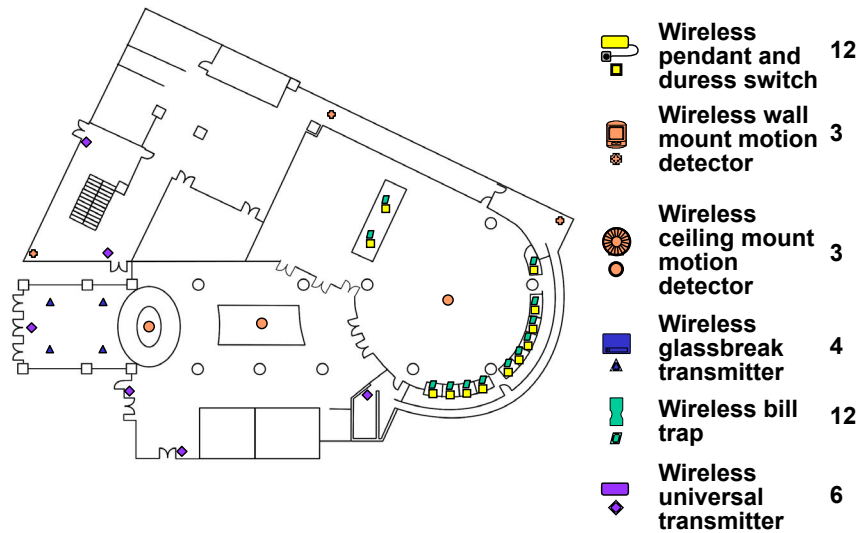 Wireless
pendant and 12
duress switch
Wireless wall
mount motion 3
detector
Wireless
ceiling mount 3
motion
detector
Wireless
glassbreak 4
transmitter
Wireless bill 12
trap
Wireless
universal 6
transmitter